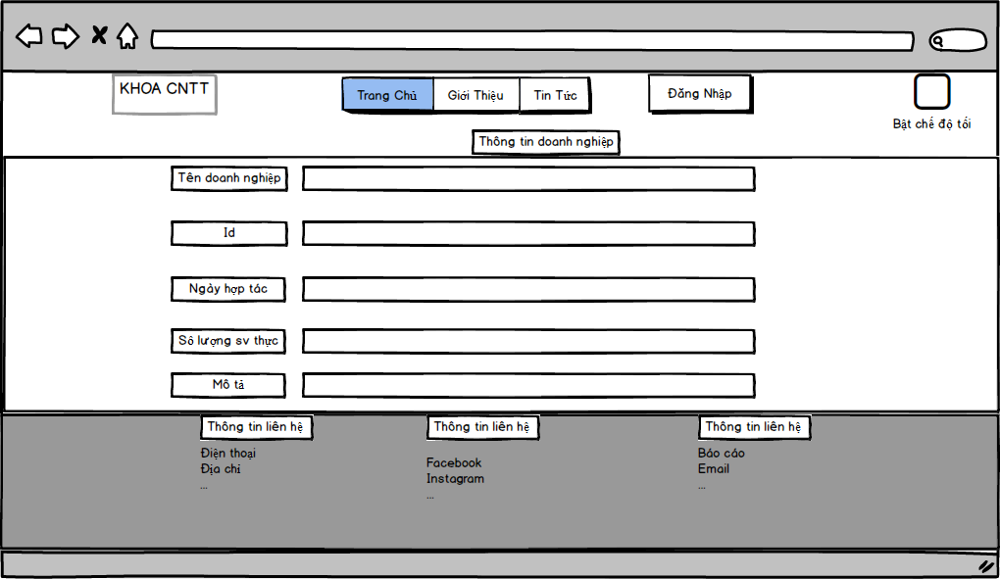 KHOA CNTT
Trang Chủ
Giới Thiệu
Tin Tức
Đăng Nhập
Bật chế độ tối
Thông tin doanh nghiệp
Tên doanh nghiệp
Id
Ngày hợp tác
Số lượng sv thực
Mô tả
Thông tin liên hệ
Điện thoại
Địa chỉ
...
Thông tin liên hệ
Facebook
Instagram
...
Thông tin liên hệ
Báo cáo
Email
...